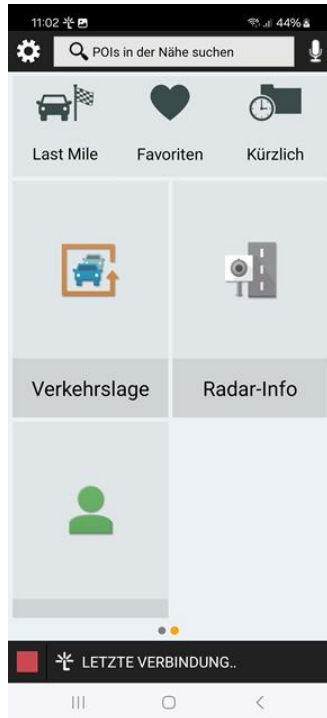 11:02 44%
POIs in der Nähe suchen
Last Mile Favoriten Kürzlich
Verkehrslage Radar-Info
LETZTE VERBINDUNG..